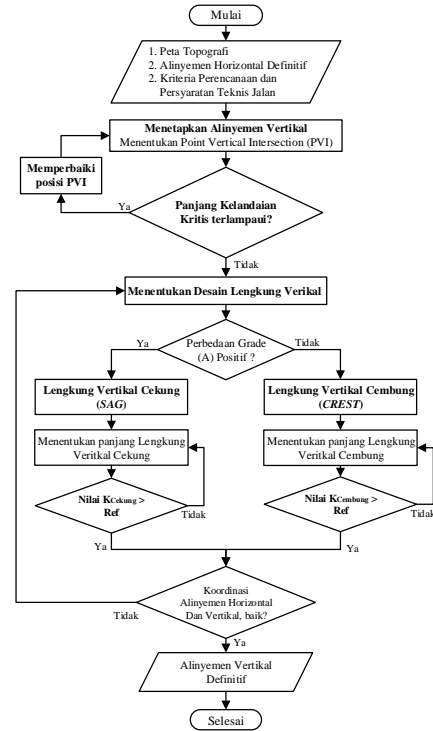 Mulai
1. Peta Topografi
2. Alinyemen Horizontal Definitif
2. Kriteria Perencanaan dan
Persyaratan Teknis Jalan
Menetapkan Alinyemen Vertikal
Menentukan Point Vertical Intersection (PVI)
Memperbaiki
posisi PVI
Ya
Panjang Kelandaian
Kritis terlampaui?
Tidak
Menentukan Desain Lengkung Verikal
Ya
Perbedaan Grade
(A) Positif ?
Tidak
Lengkung Vertikal Cekung
(SAG)
Lengkung Vertikal Cembung
(CREST)
Menentukan panjang Lengkung
Veritkal Cekung
Menentukan panjang Lengkung
Veritkal Cembung
Nilai KCekung >
Ref
Tidak
Nilai KCembung >
Ref
Tidak
Ya
Ya
Koordinasi
Alinyemen Horizontal
Dan Vertikal, baik?
Tidak
Ya
Alinyemen Vertikal
Definitif
Selesai